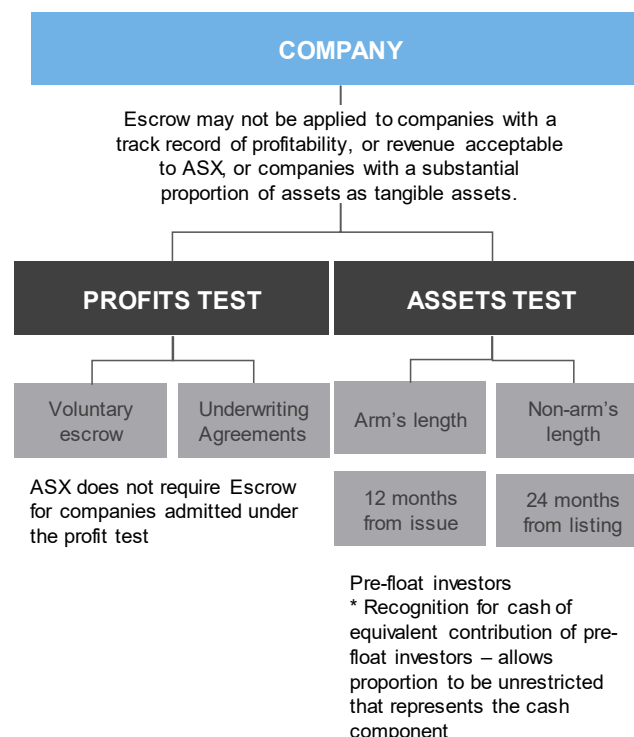 COMPANY
Escrow may not be applied to companies with a
track record of profitability, or revenue acceptable
to ASX, or companies with a substantial
proportion of assets as tangible assets.
PROFITS TEST
ASSETS TEST
Voluntary
escrow
Underwriting
Agreements
Arm's length
Non-arm's
length
ASX does not require Escrow
for companies admitted under
the profit test
12 months
from issue
24 months
from listing
Pre-float investors
* Recognition for cash of
equivalent contribution of pre-
float investors – allows
proportion to be unrestricted
that represents the cash
component